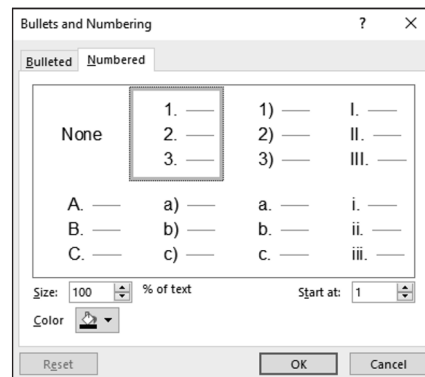 Bullets and Numbering ? ×
Bulleted Numbered
None
1.
2.
3.
1)
2)
3)
I.
II.
III.
A.
B.
C.
a)
b)
c)
a.
b.
c.
i.
ii.
iii.
Size: 100 % of text Start at: 1
Color
Reset OK Cancel